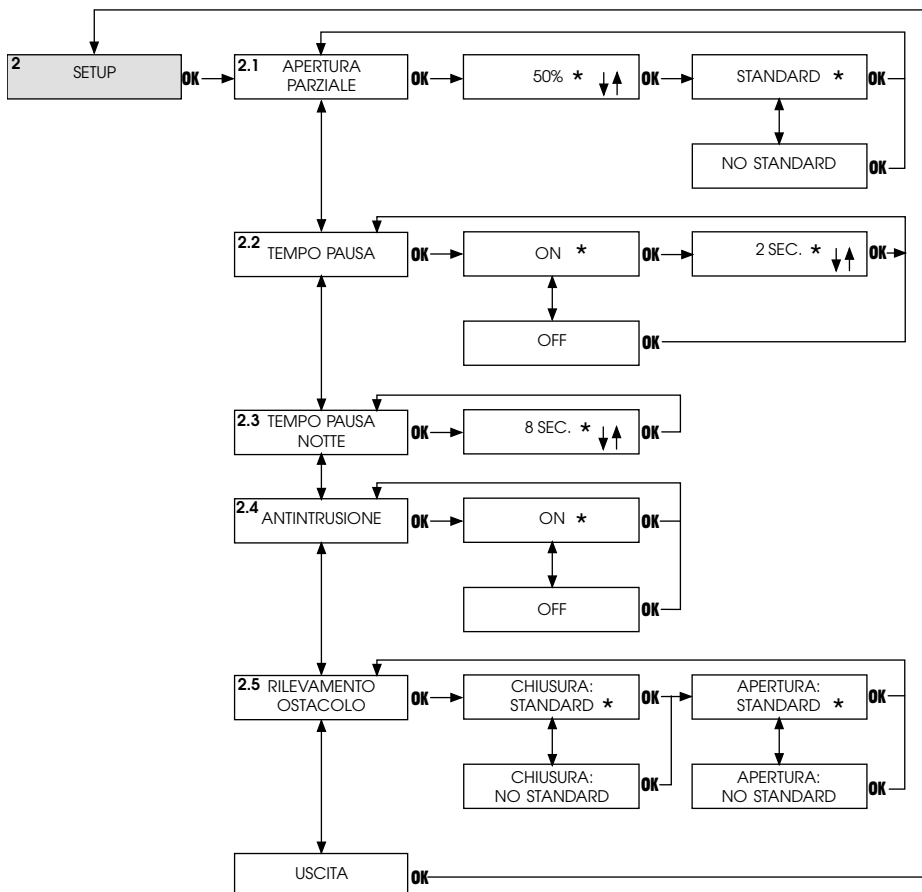 2 SETUP OK
2.1 APERTURA
PARZIALE OK
50% * OK
STANDARD * OK
NO STANDARD OK
2.2 TEMPO PAUSA OK
ON * OK
2 SEC. * OK
OFF OK
2.3 TEMPO PAUSA
NOTTE OK
8 SEC. * OK
2.4 ANTINTRUSIONE OK
ON * OK
OFF OK
2.5 RILEVAMENTO
OSTACOLO OK
CHIUSURA:
STANDARD * OK
APERTURA:
STANDARD * OK
CHIUSURA:
NO STANDARD OK
APERTURA:
NO STANDARD OK
USCITA OK